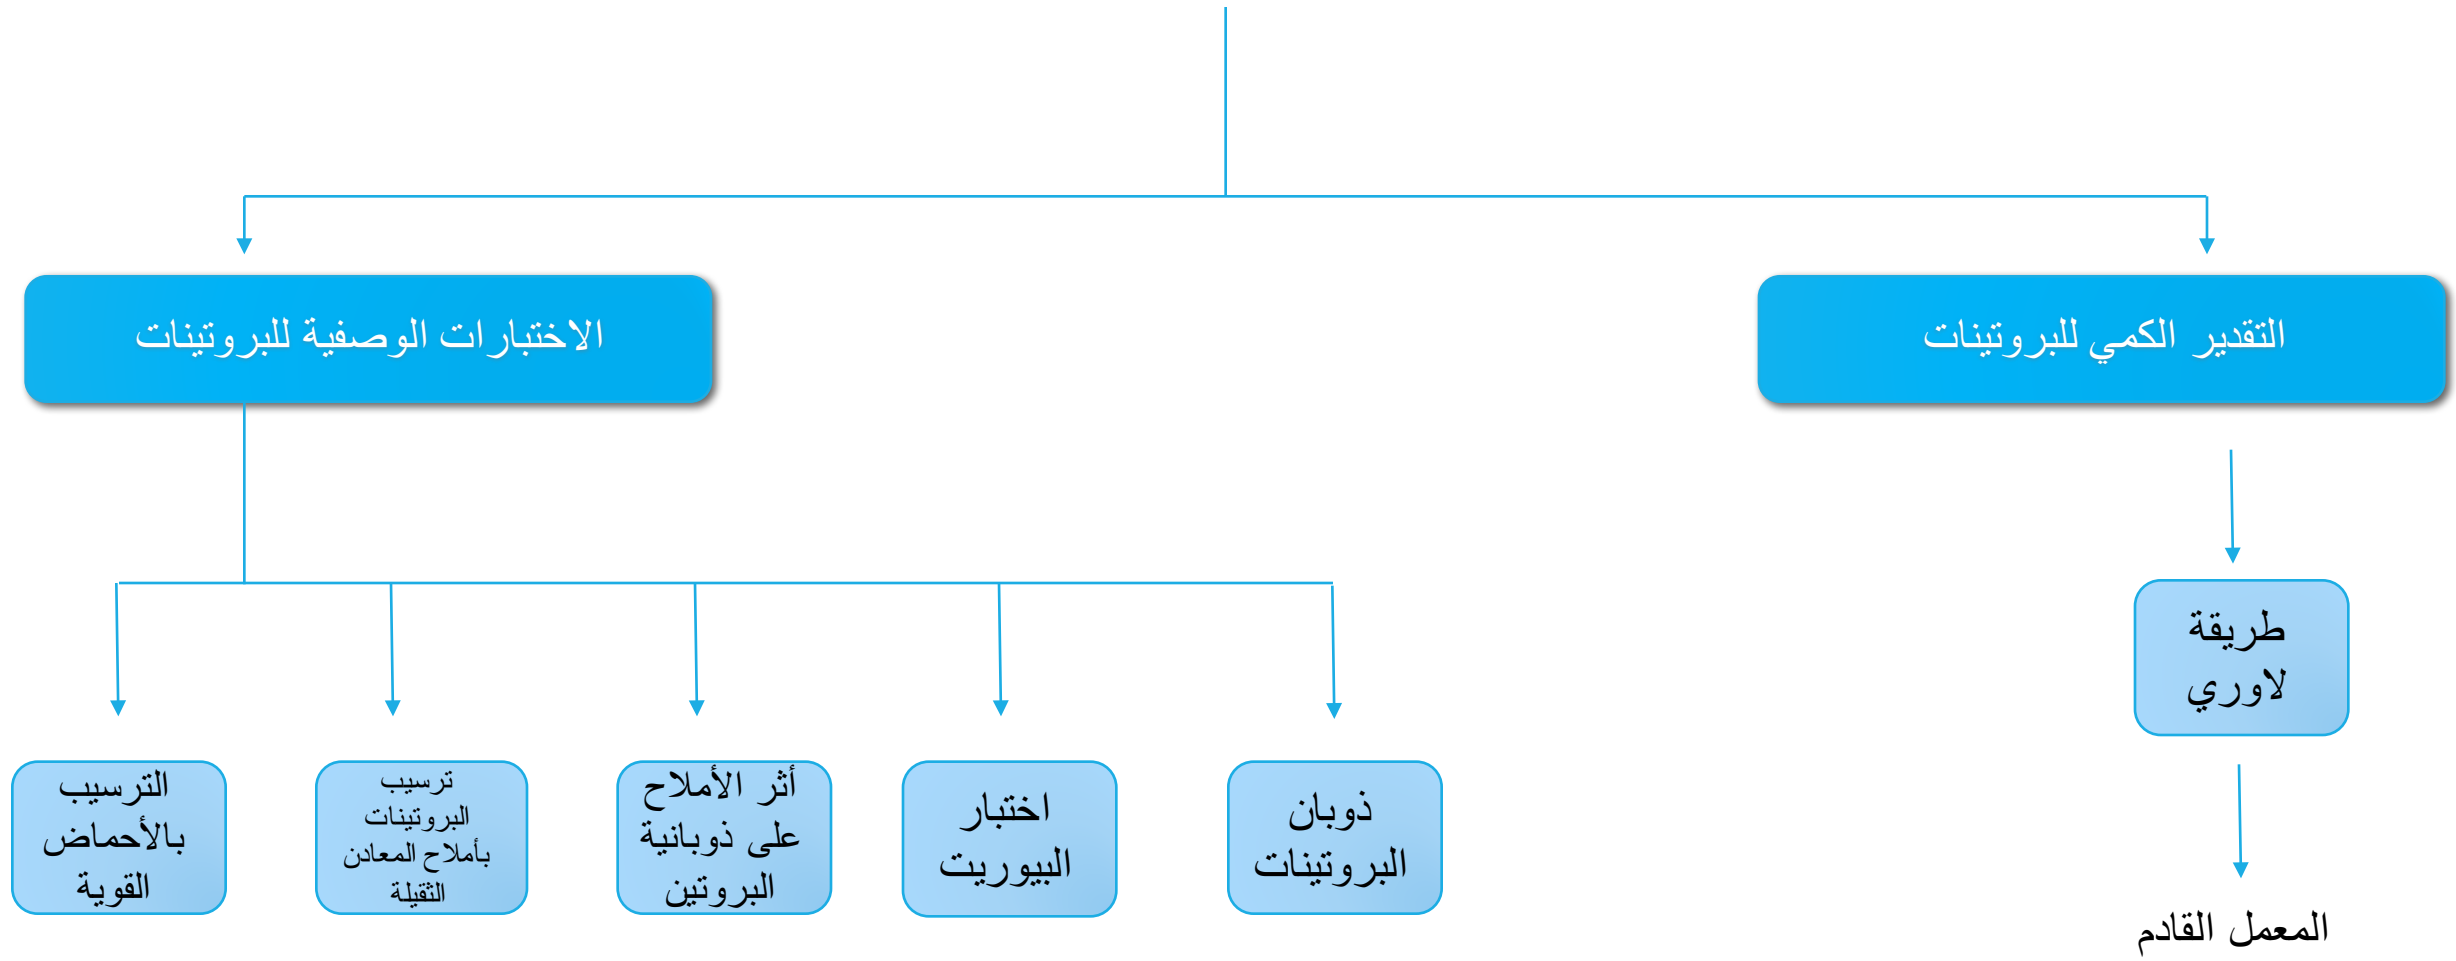 التقدير الكمي للبروتينات
الاختبارات الوصفية للبروتينات
طريقة
لاوري
المعمل القادم
ذوبان
البروتينات
اختبار
البيوريت
أثر الأملاح
على ذوبانية
البروتين
ترسيب
البروتينات
بأملاح المعادن
الثقيلة
الترسيب
بالأحماض
القوية